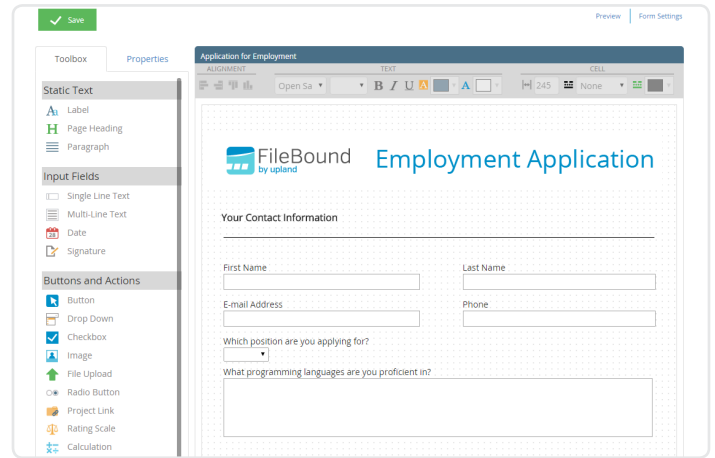 Save
Preview
Form Settings
Toolbox
Properties
Static Text
Label
Page Heading
Paragraph
Input Fields
Single Line Text
Multi-Line Text
Date
Signature
Buttons and Actions
Button
Drop Down
Checkbox
Image
File Upload
Radio Button
Project Link
Rating Scale
Calculation
Application for Employment
ALIGNMENT
TEXT
CELL
Open Sa
B I U A A
245
None
FileBound
by upland
Employment Application
Your Contact Information
First Name
Last Name
E-mail Address
Phone
Which position are you applying for?
What programming languages are you proficient in?